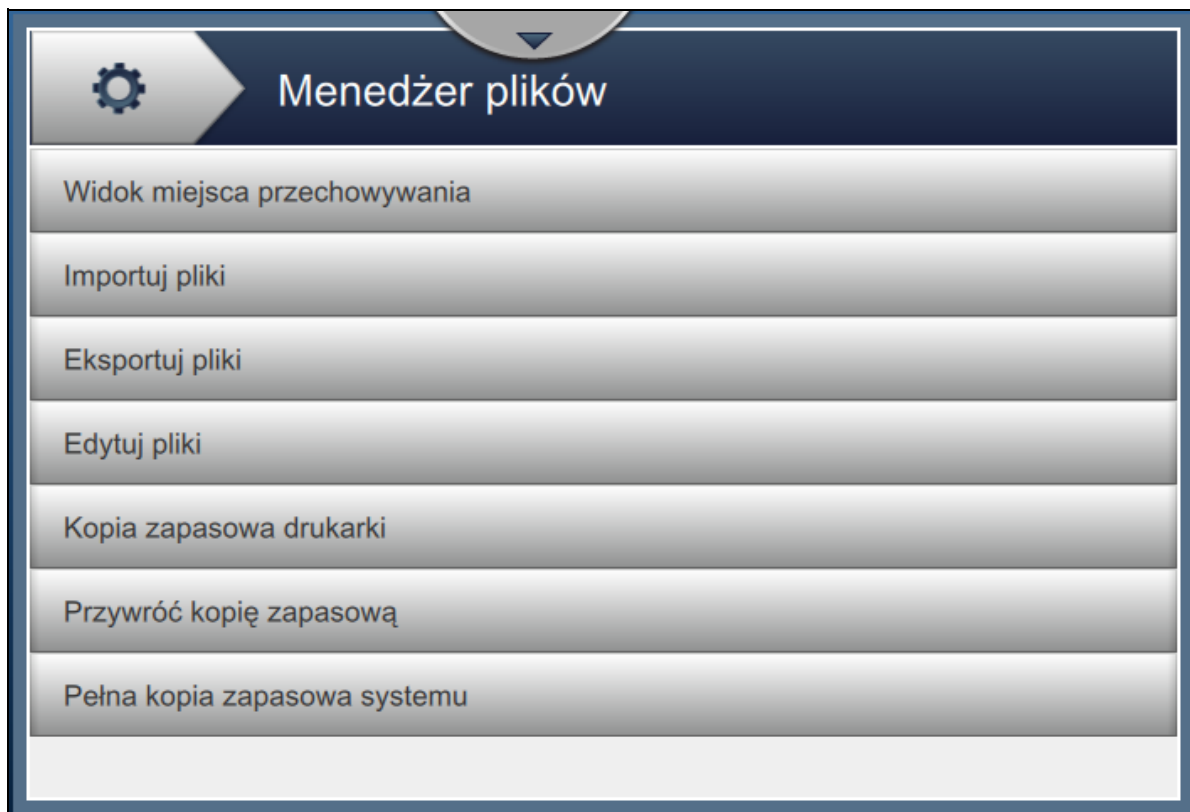 Menedżer plików
Widok miejsca przechowywania
Importuj pliki
Eksportuj pliki
Edytuj pliki
Kopia zapasowa drukarki
Przywróć kopię zapasową
Pełna kopia zapasowa systemu